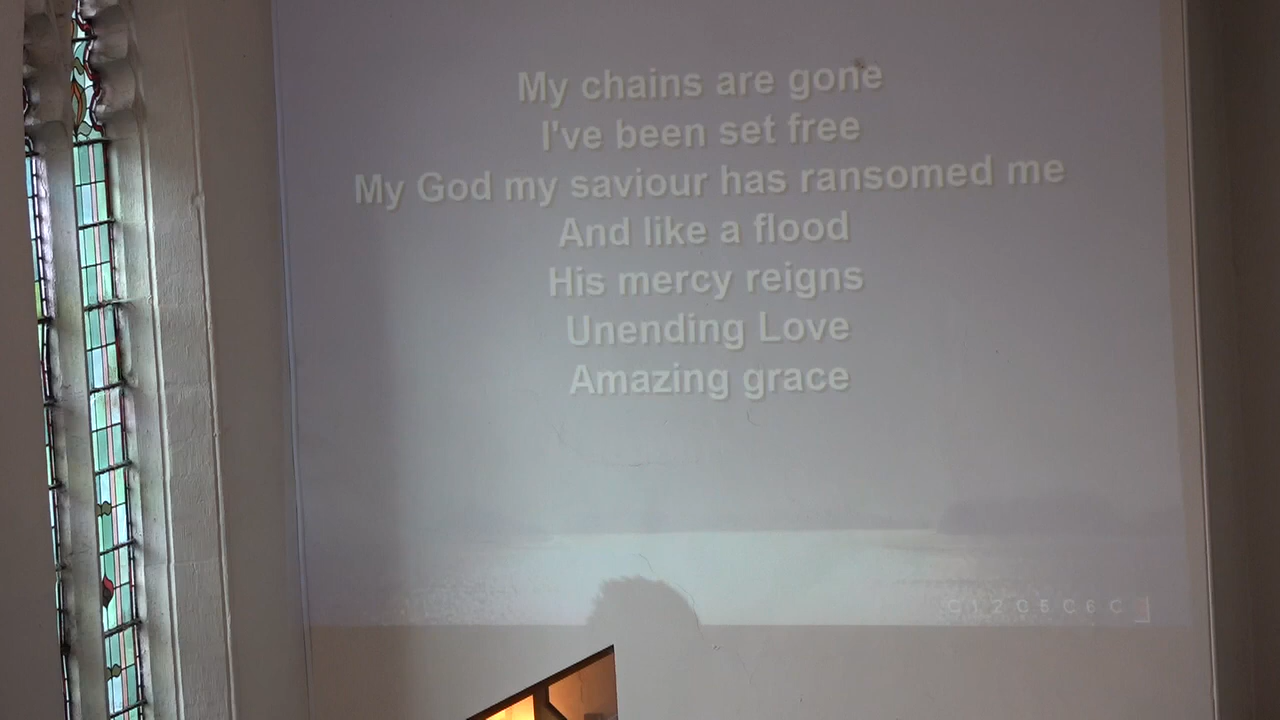 My chains are gone
I've been set free
My God my saviour has ransomed me
And like a flood
His mercy reigns
Unending Love
Amazing grace